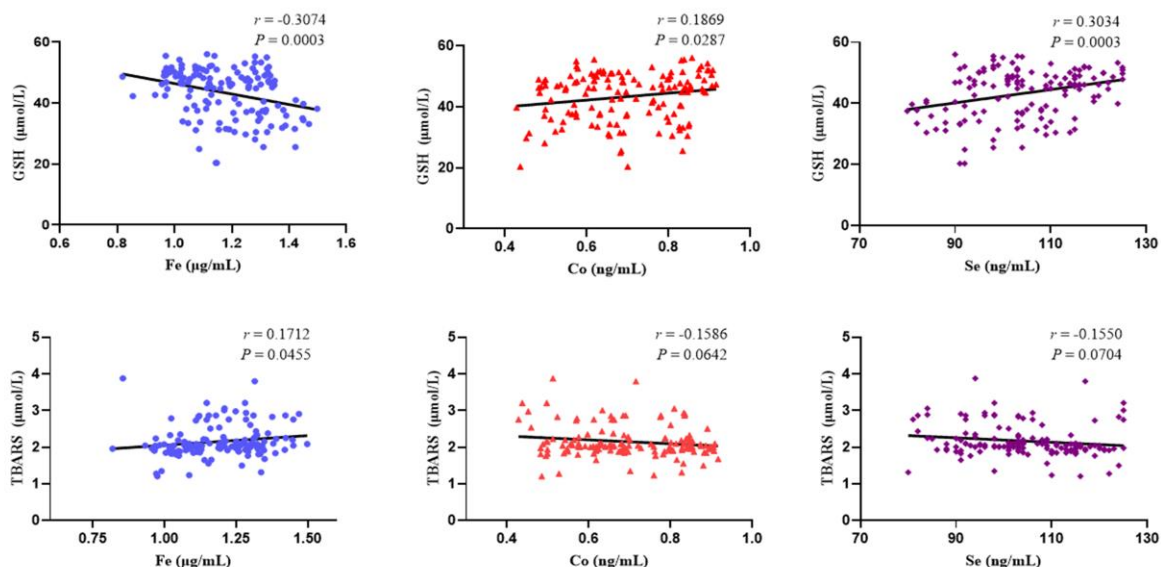 r = -0.3074
P = 0.0003
60
40
20
0
GSH (μmol/L)
0.6 0.8 1.0 1.2 1.4 1.6
Fe (μg/mL)
r = 0.1869
P = 0.0287
60
40
20
0
GSH (μmol/L)
0.4 0.6 0.8 1.0
Co (ng/mL)
r = 0.3034
P = 0.0003
60
40
20
0
GSH (μmol/L)
70 90 110 130
Se (ng/mL)
r = 0.1712
P = 0.0455
5
4
3
2
1
0
TBARS (μmol/L)
0.75 1.00 1.25 1.50
Fe (μg/mL)
r = -0.1586
P = 0.0642
5
4
3
2
1
0
TBARS (μmol/L)
0.4 0.6 0.8 1.0
Co (ng/mL)
r = -0.1550
P = 0.0704
5
4
3
2
1
0
TBARS (μmol/L)
70 90 110 130
Se (ng/mL)